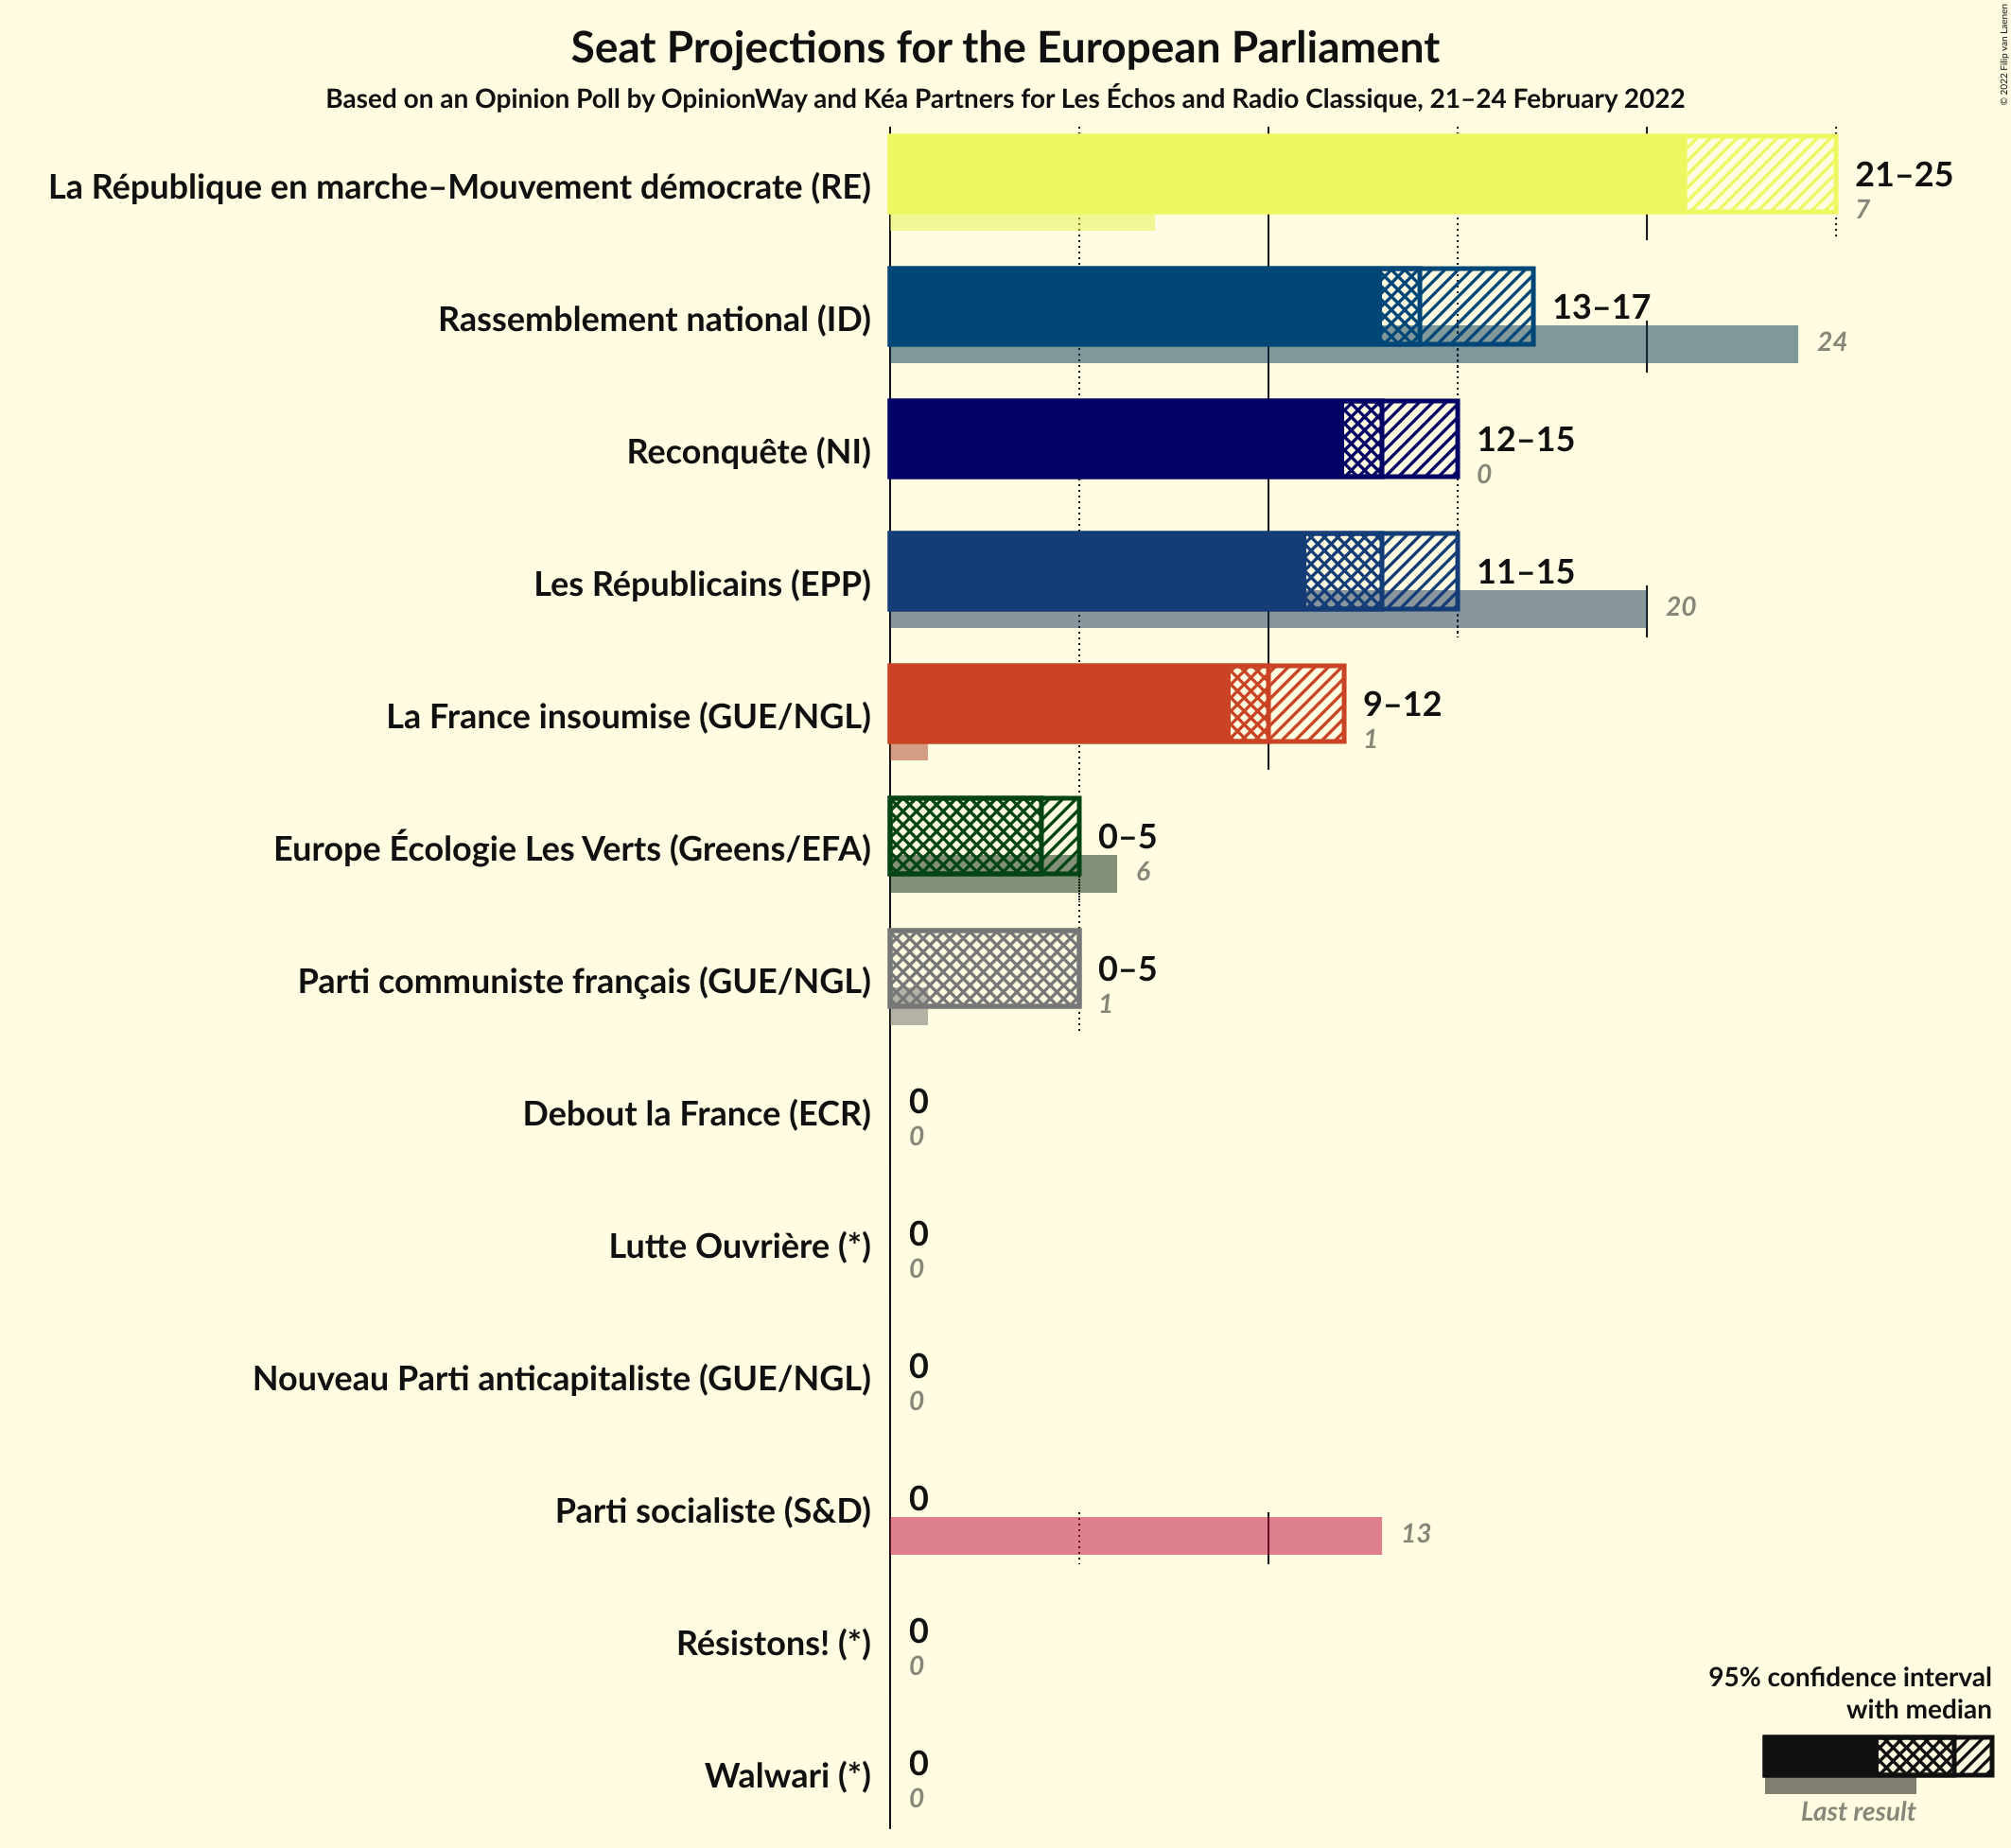 Seat Projections for the European Parliament
Based on an Opinion Poll by OpinionWay and Kéa Partners for Les Échos and Radio Classique, 21–24 February 2022
© 2022 Filip van Laenen
La République en marche–Mouvement démocrate (RE)
21–25
7
Rassemblement national (ID)
13–17
24
Reconquête (NI)
12–15
0
Les Républicains (EPP)
11–15
20
La France insoumise (GUE/NGL)
9–12
1
Europe Écologie Les Verts (Greens/EFA)
0–5
6
Parti communiste français (GUE/NGL)
0–5
1
Debout la France (ECR)
0
0
Lutte Ouvrière (*)
0
0
Nouveau Parti anticapitaliste (GUE/NGL)
0
0
Parti socialiste (S&D)
0
13
Résistons! (*)
0
0
Walwari (*)
0
0
95% confidence interval
with median
Last result